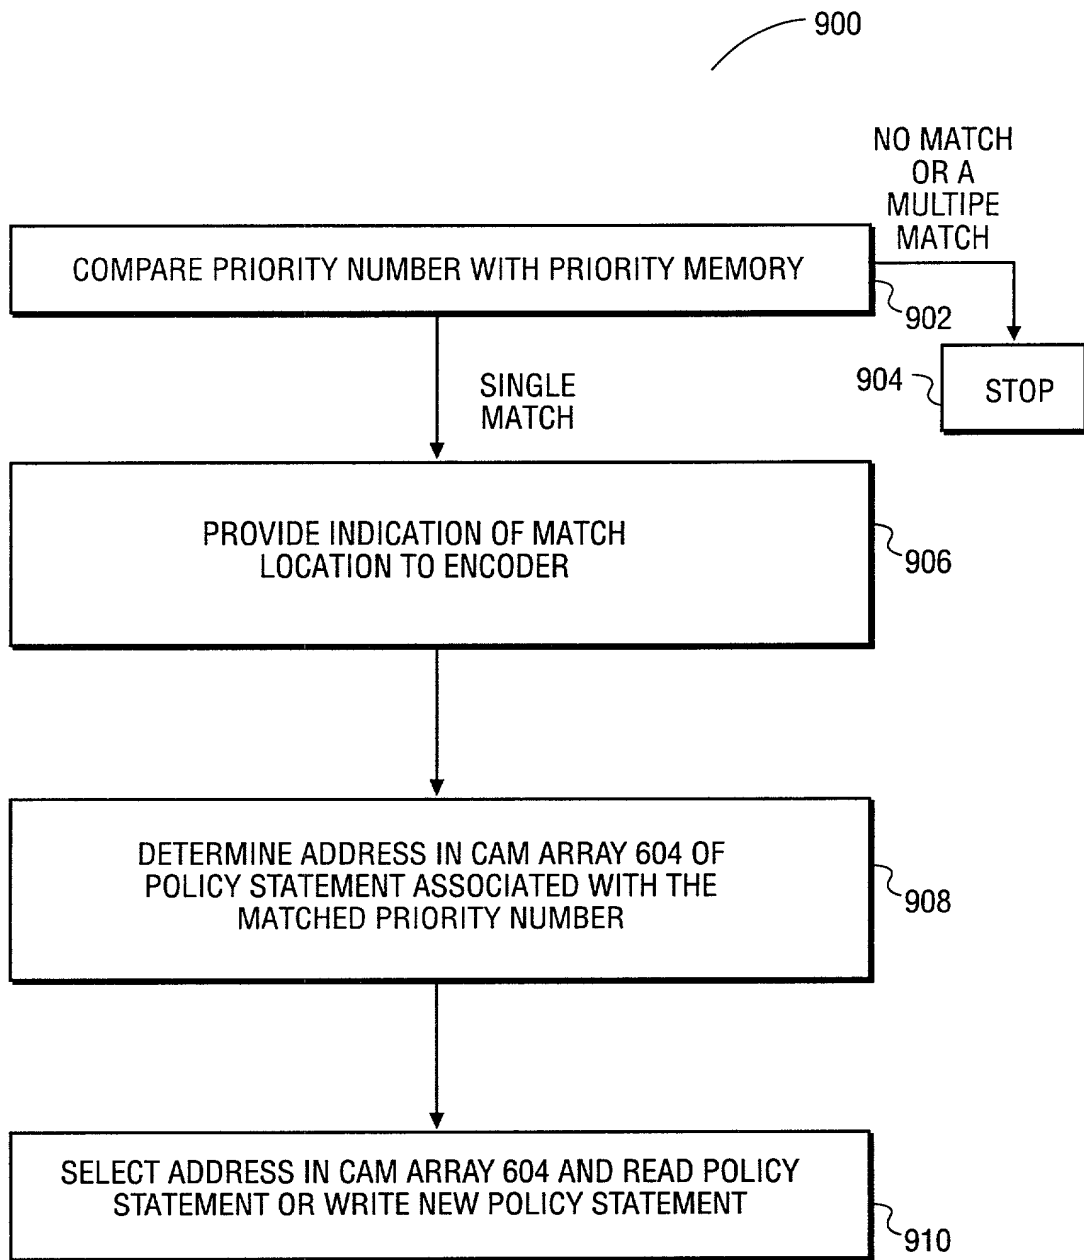 900
NO MATCH
OR A
MULTIPE
MATCH
COMPARE PRIORITY NUMBER WITH PRIORITY MEMORY
902
904
STOP
SINGLE
MATCH
PROVIDE INDICATION OF MATCH
LOCATION TO ENCODER
906
DETERMINE ADDRESS IN CAM ARRAY 604 OF
POLICY STATEMENT ASSOCIATED WITH THE
MATCHED PRIORITY NUMBER
908
SELECT ADDRESS IN CAM ARRAY 604 AND READ POLICY
STATEMENT OR WRITE NEW POLICY STATEMENT
910